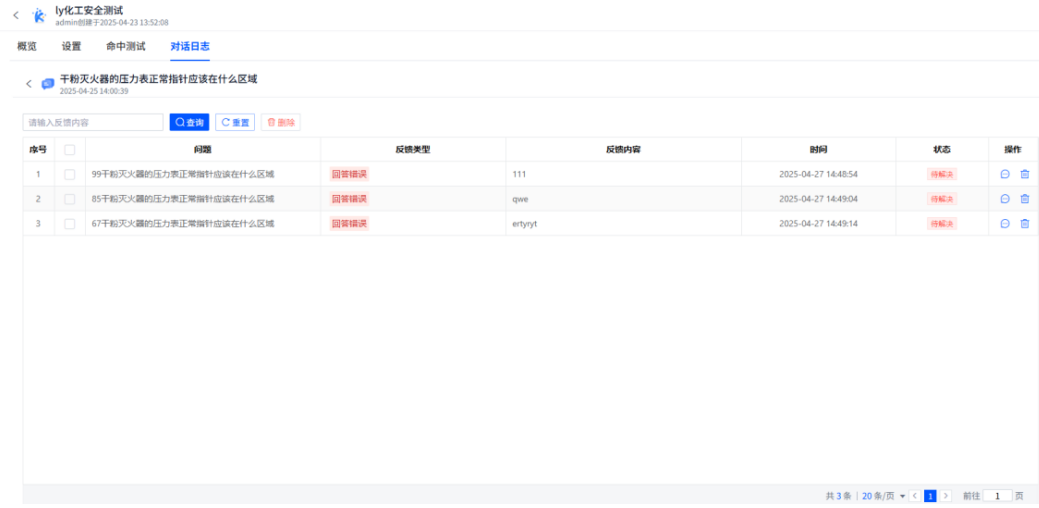 ly化工安全测试
admin创建于2025-04-23 13:52:08
概览 设置 命中测试 对话日志
干粉灭火器的压力表正常指针应该在什么区域
2025-04-25 14:00:39
请输入反馈内容 查询 重置 删除
序号 问题 反馈类型 反馈内容 时间 状态 操作
1 99干粉灭火器的压力表正常指针应该在什么区域 回答错误 111 2025-04-27 14:48:54 待解决
2 85干粉灭火器的压力表正常指针应该在什么区域 回答错误 qwe 2025-04-27 14:49:04 待解决
3 67干粉灭火器的压力表正常指针应该在什么区域 回答错误 ertyryt 2025-04-27 14:49:14 待解决
共 3 条 20 条/页 1 前往 1 页